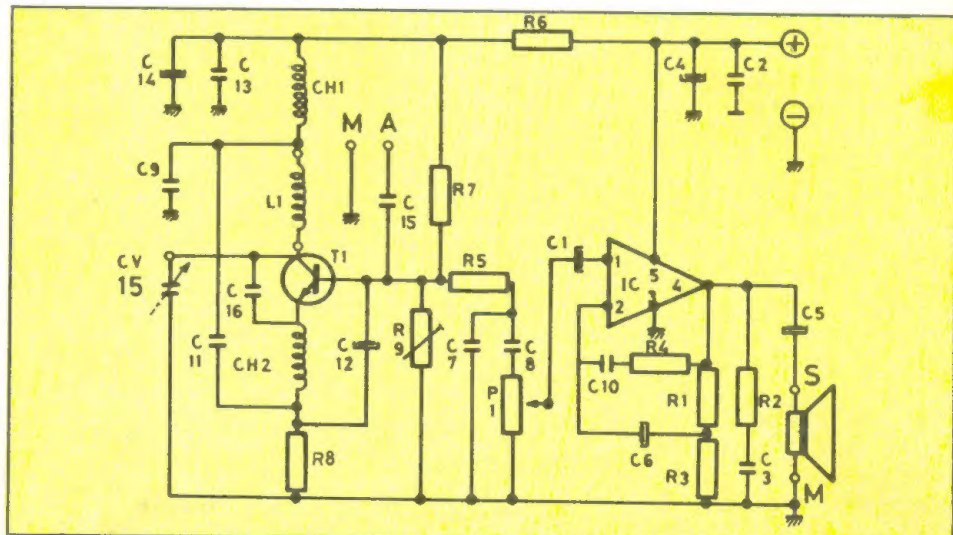 R6
+
C 14
C 13
CH1
C4
C2
M A
−
C9
R7
L1
C 15
T1
C1
CV 15
R5
1
IC
5
4
2
3
C5
C 16
R 9
C 11
CH2
C 12
C 7
C 8
R4
S
P 1
C10
R1
R2
R8
C6
R3
C 3
M